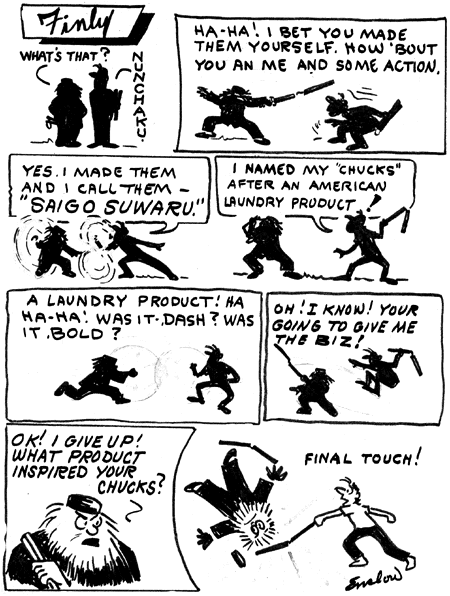 Finly
WHAT'S THAT?
NUNCHAKU!
HA-HA! I BET YOU MADE
THEM YOURSELF. HOW 'BOUT
YOU AN ME AND SOME ACTION.
YES. I MADE THEM
AND I CALL THEM -
"SAIGO SUWARU."
I NAMED MY "CHUCKS"
AFTER AN AMERICAN
LAUNDRY PRODUCT!
A LAUNDRY PRODUCT! HA
HA-HA! WAS IT-DASH? WAS
IT.BOLD?
OH! I KNOW! YOUR
GOING TO GIVE ME
THE BIZ!
OK! I GIVE UP!
WHAT PRODUCT
INSPIRED YOUR
CHUCKS?
FINAL TOUCH!
Enslow